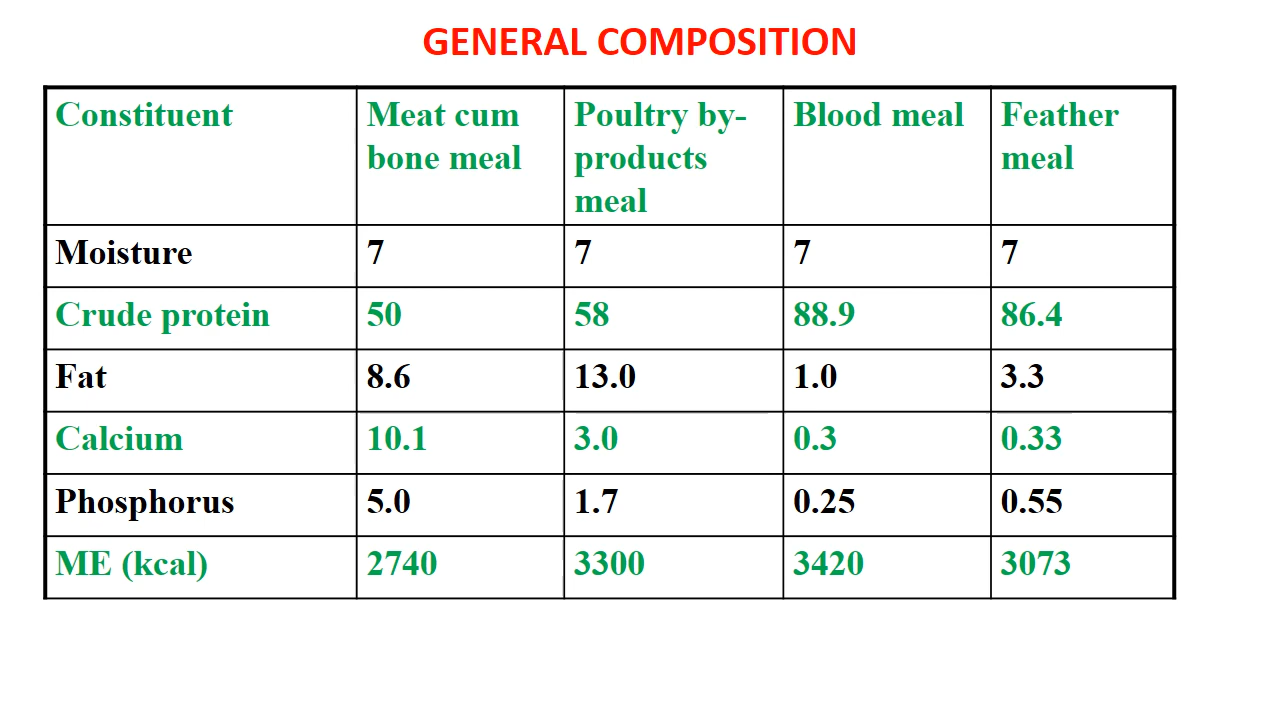 GENERAL COMPOSITION
Constituent Meat cum bone meal Poultry by-products meal Blood meal Feather meal
Moisture 7 7 7 7
Crude protein 50 58 88.9 86.4
Fat 8.6 13.0 1.0 3.3
Calcium 10.1 3.0 0.3 0.33
Phosphorus 5.0 1.7 0.25 0.55
ME (kcal) 2740 3300 3420 3073